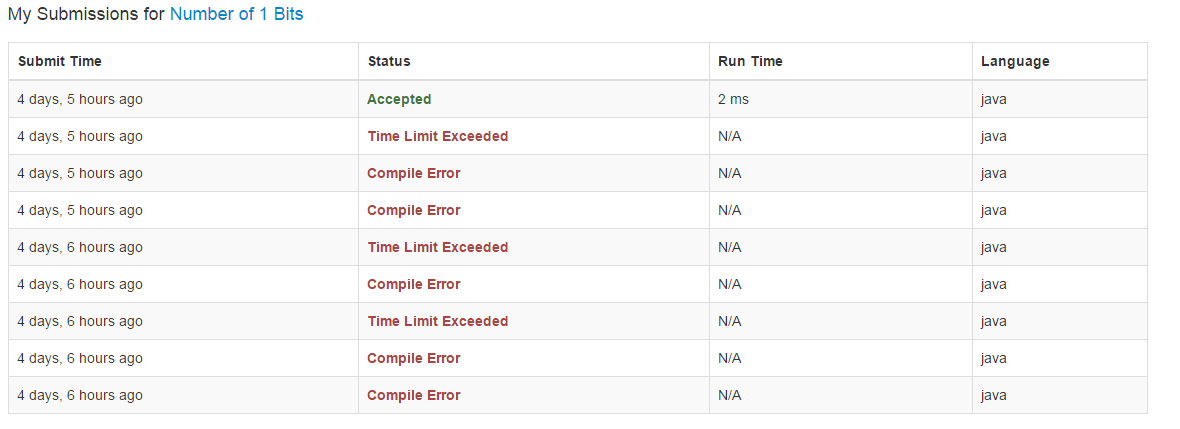 My Submissions for Number of 1 Bits
Submit Time Status Run Time Language
4 days, 5 hours ago Accepted 2 ms java
4 days, 5 hours ago Time Limit Exceeded N/A java
4 days, 5 hours ago Compile Error N/A java
4 days, 5 hours ago Compile Error N/A java
4 days, 6 hours ago Time Limit Exceeded N/A java
4 days, 6 hours ago Compile Error N/A java
4 days, 6 hours ago Time Limit Exceeded N/A java
4 days, 6 hours ago Compile Error N/A java
4 days, 6 hours ago Compile Error N/A java